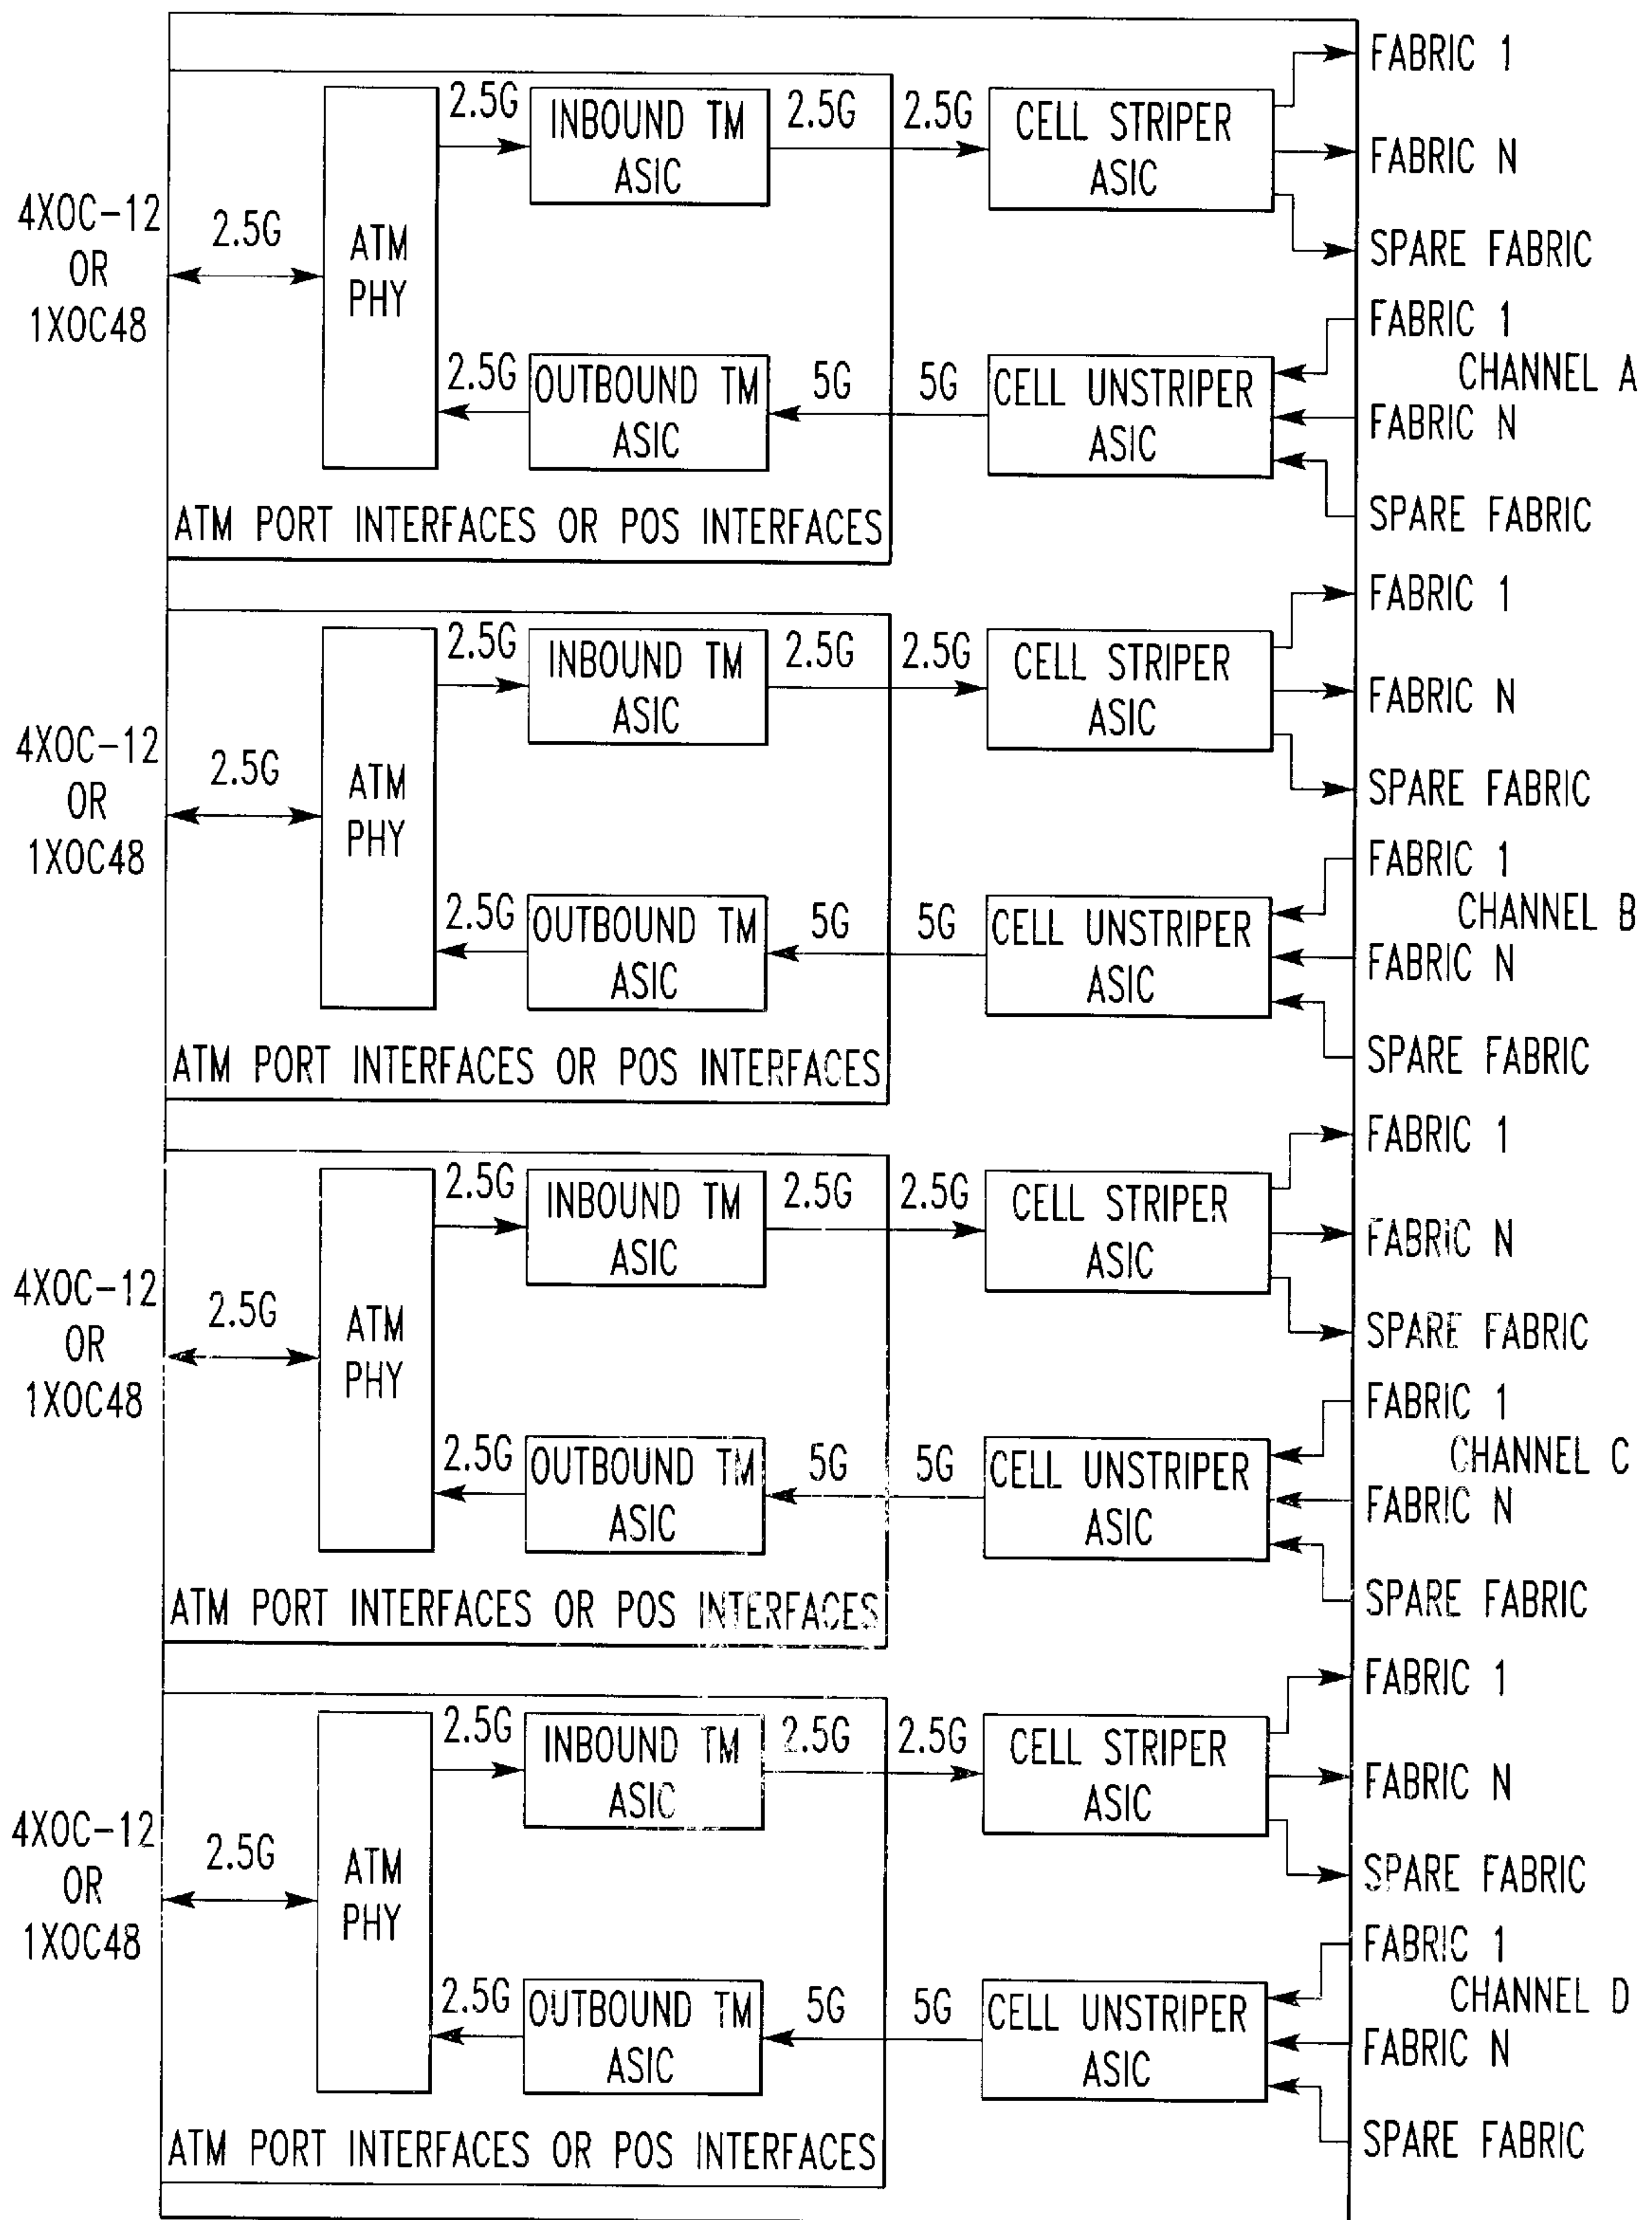 FABRIC 1
2.5G
INBOUND TM
ASIC
2.5G
2.5G
CELL STRIPER
ASIC
FABRIC N
4XOC-12
OR
1XOC48
2.5G
ATM
PHY
SPARE FABRIC
FABRIC 1
CHANNEL A
2.5G
OUTBOUND TM
ASIC
5G
5G
CELL UNSTRIPER
ASIC
FABRIC N
SPARE FABRIC
ATM PORT INTERFACES OR POS INTERFACES
FABRIC 1
2.5G
INBOUND TM
ASIC
2.5G
2.5G
CELL STRIPER
ASIC
FABRIC N
4XOC-12
OR
1XOC48
2.5G
ATM
PHY
SPARE FABRIC
FABRIC 1
CHANNEL B
2.5G
OUTBOUND TM
ASIC
5G
5G
CELL UNSTRIPER
ASIC
FABRIC N
SPARE FABRIC
ATM PORT INTERFACES OR POS INTERFACES
FABRIC 1
2.5G
INBOUND TM
ASIC
2.5G
2.5G
CELL STRIPER
ASIC
FABRIC N
4XOC-12
OR
1XOC48
2.5G
ATM
PHY
SPARE FABRIC
FABRIC 1
CHANNEL C
2.5G
OUTBOUND TM
ASIC
5G
5G
CELL UNSTRIPER
ASIC
FABRIC N
SPARE FABRIC
ATM PORT INTERFACES OR POS INTERFACES
FABRIC 1
2.5G
INBOUND TM
ASIC
2.5G
2.5G
CELL STRIPER
ASIC
FABRIC N
4XOC-12
OR
1XOC48
2.5G
ATM
PHY
SPARE FABRIC
FABRIC 1
CHANNEL D
2.5G
OUTBOUND TM
ASIC
5G
5G
CELL UNSTRIPER
ASIC
FABRIC N
SPARE FABRIC
ATM PORT INTERFACES OR POS INTERFACES